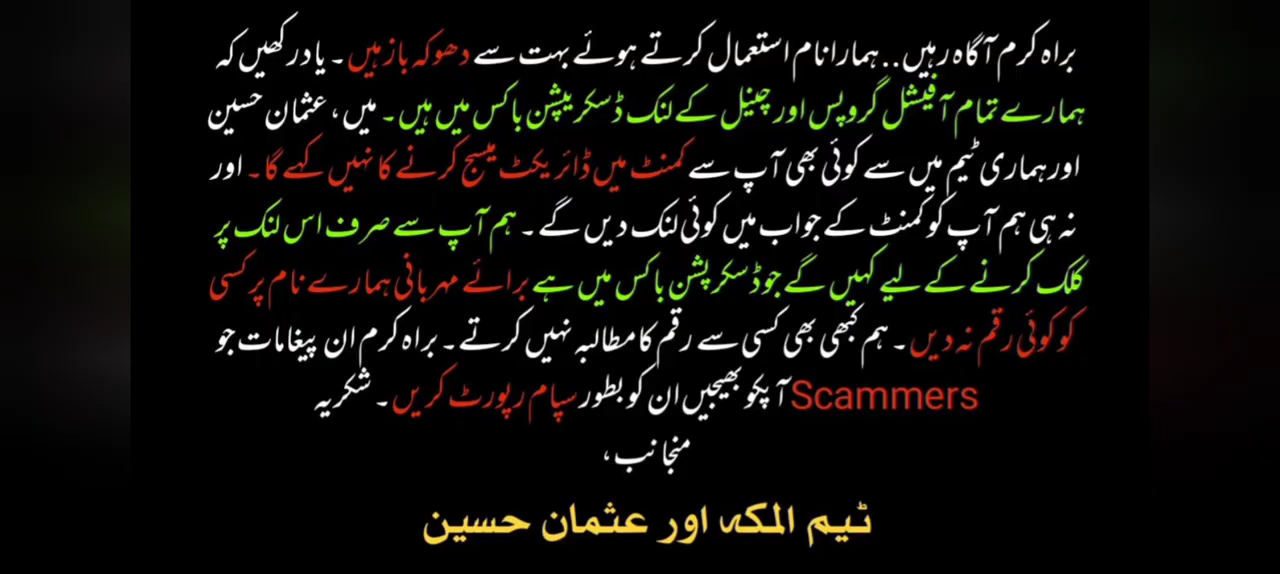 براہ کرم آگاہ رہیں.. ہمارا نام استعمال کرتے ہوئے بہت سے دھوکہ باز ہیں۔ یاد رکھیں کہ
ہمارے تمام آفیشل گروپس اور چینل کے لنک ڈسکرپیشن باکس میں ہیں۔ میں، عثمان حسین
اور ہماری ٹیم میں سے کوئی بھی آپ سے کمنٹ میں ڈائریکٹ میسج کرنے کا نہیں کہے گا۔ اور
نہ ہی ہم آپ کو کمنٹ کے جواب میں کوئی لنک دیں گے۔ ہم آپ سے صرف اس لنک پر
کلک کرنے کے لیے کہیں گے جو ڈسکرپشن باکس میں ہے برائے مہربانی ہمارے نام پر کسی
کو کوئی رقم نہ دیں۔ ہم کبھی بھی کسی سے رقم کا مطالبہ نہیں کرتے۔ براہ کرم ان پیغامات جو
Scammers آپکو بھیجیں ان کو بطور سپام رپورٹ کریں۔ شکریہ
منجانب،
ٹیم المکہ اور عثمان حسین